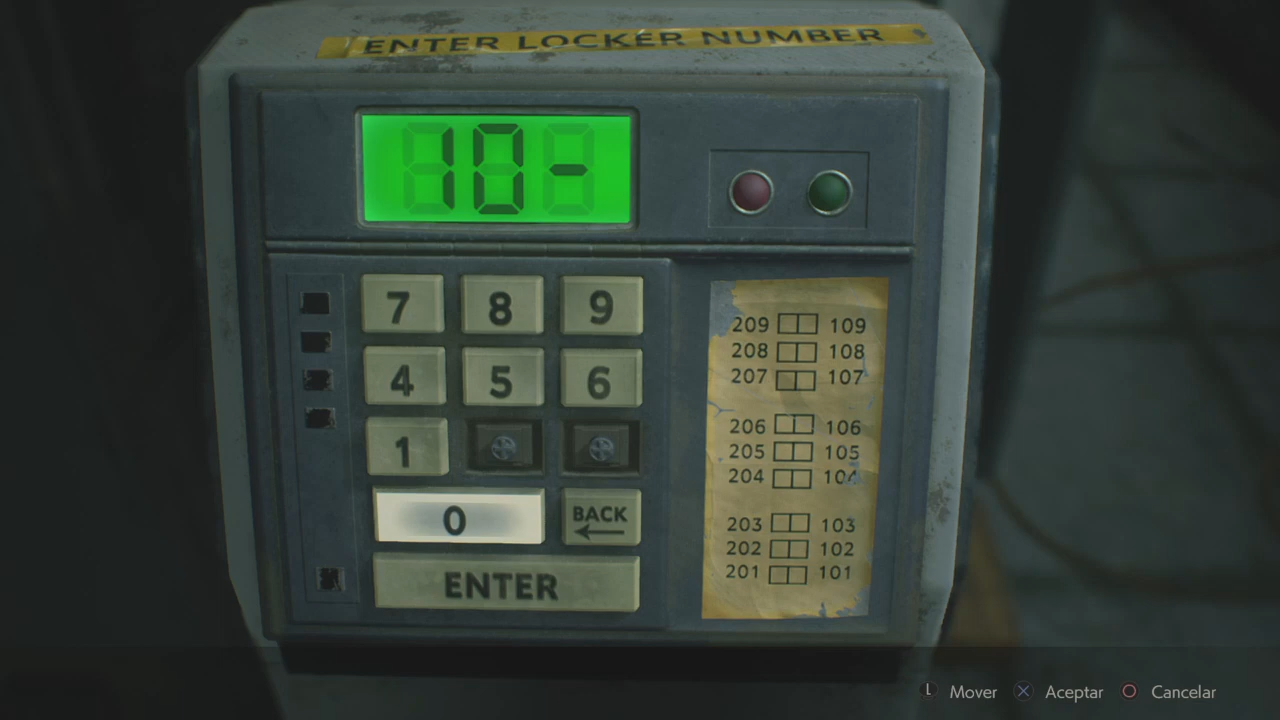 ENTER LOCKER NUMBER
10-
7 8 9
4 5 6
1
0 BACK
ENTER
209 109
208 108
207 107
206 106
205 105
204 104
203 103
202 102
201 101
L Mover X Aceptar O Cancelar